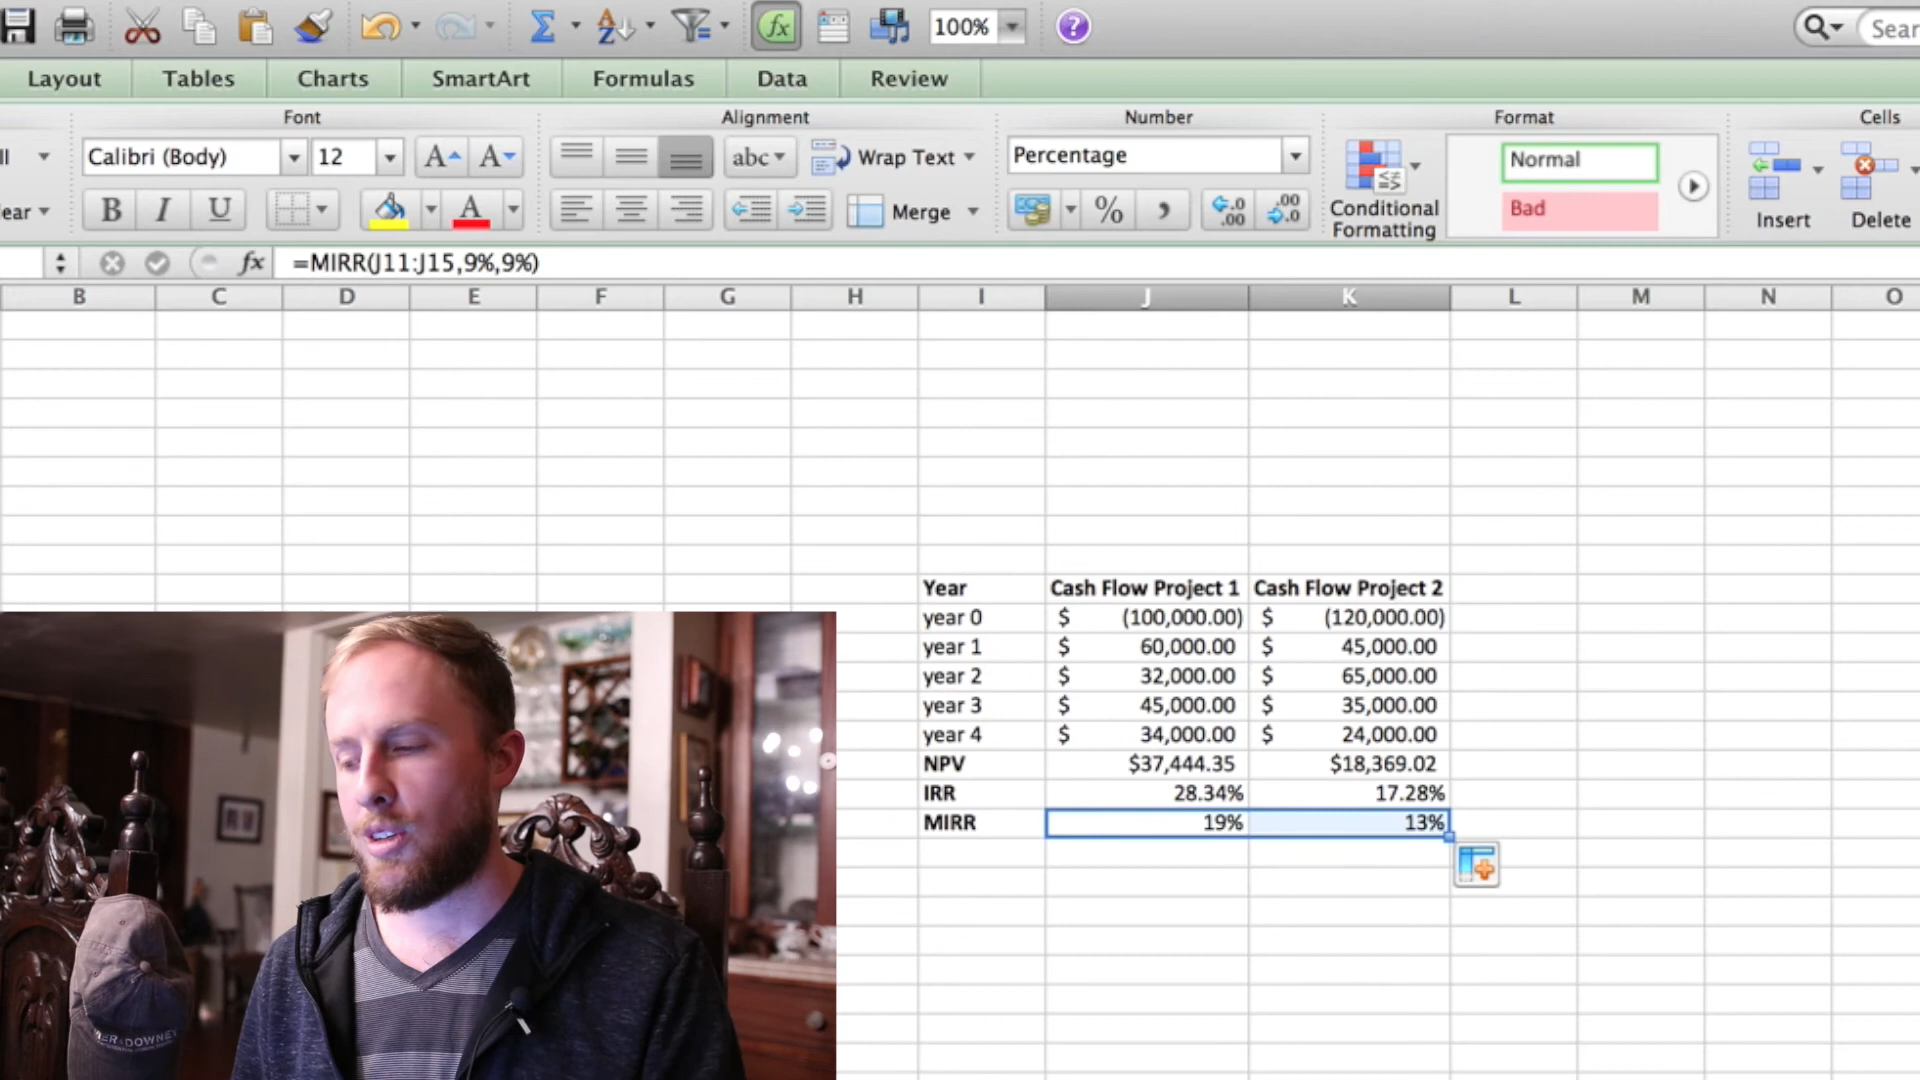 100%
Sear
Layout
Tables
Charts
SmartArt
Formulas
Data
Review
Font
Alignment
Number
Format
Cells
Calibri (Body)
12
A
A
abc
Wrap Text
Percentage
Normal
ear
B
I
U
A
Merge
%
Conditional
Formatting
Bad
Insert
Delete
fx
=MIRR(J11:J15,9%,9%)
B C D E F G H I J K L M N O
Year Cash Flow Project 1 Cash Flow Project 2
year 0 $ (100,000.00) $ (120,000.00)
year 1 $ 60,000.00 $ 45,000.00
year 2 $ 32,000.00 $ 65,000.00
year 3 $ 45,000.00 $ 35,000.00
year 4 $ 34,000.00 $ 24,000.00
NPV $37,444.35 $18,369.02
IRR 28.34% 17.28%
MIRR 19% 13%
ER DOWNEY